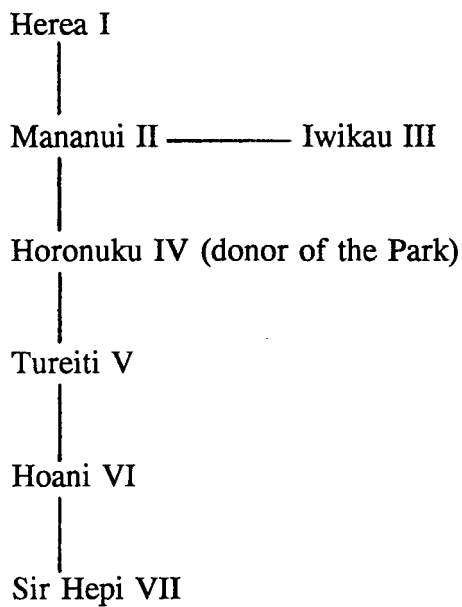 Herea I
Mananui II Iwikau III
Horonuku IV (donor of the Park)
Tureiti V
Hoani VI
Sir Hepi VII